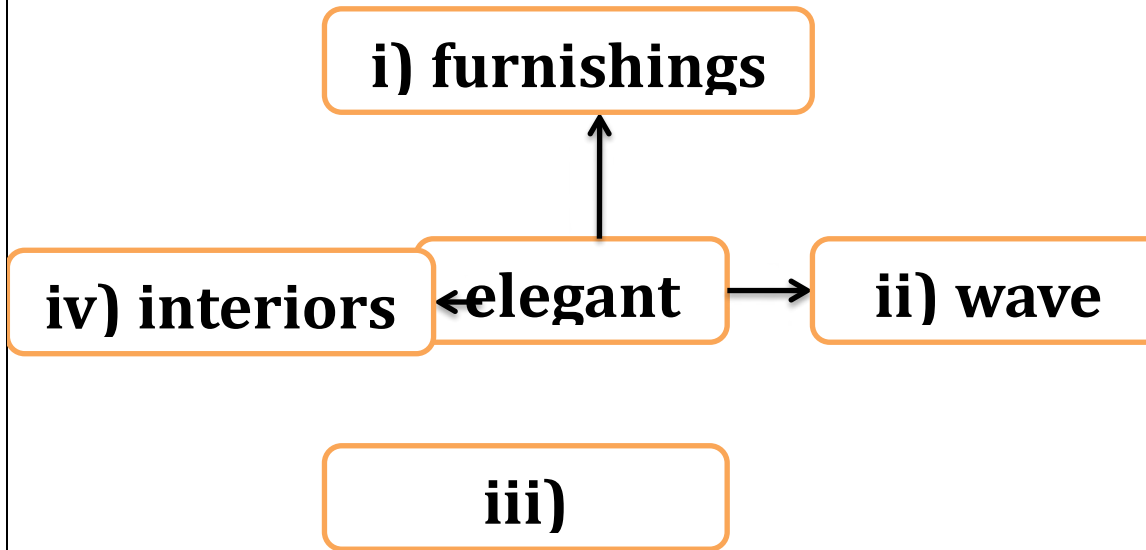 i) furnishings
iv) interiors
elegant
ii) wave
iii)